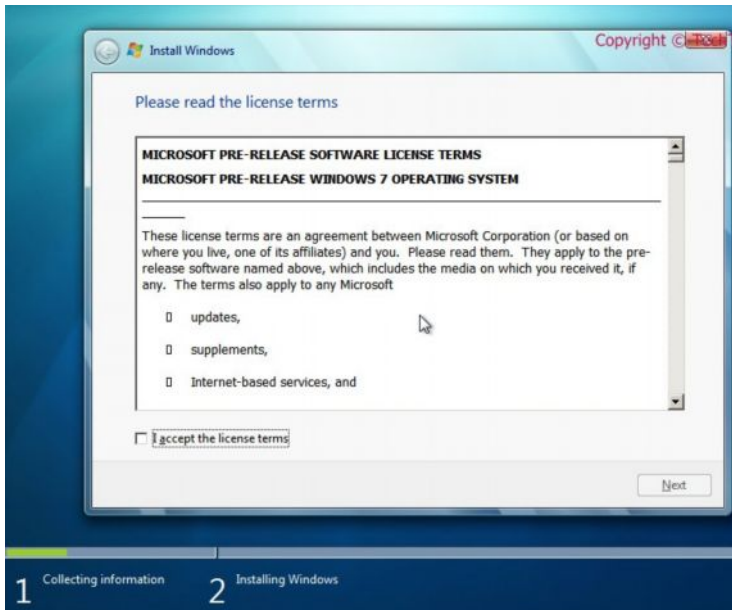 Copyright © Tech
Install Windows
Please read the license terms
MICROSOFT PRE-RELEASE SOFTWARE LICENSE TERMS
MICROSOFT PRE-RELEASE WINDOWS 7 OPERATING SYSTEM
These license terms are an agreement between Microsoft Corporation (or based on
where you live, one of its affiliates) and you. Please read them. They apply to the pre-
release software named above, which includes the media on which you received it, if
any. The terms also apply to any Microsoft
updates,
supplements,
Internet-based services, and
I accept the license terms
Next
1 Collecting information 2 Installing Windows